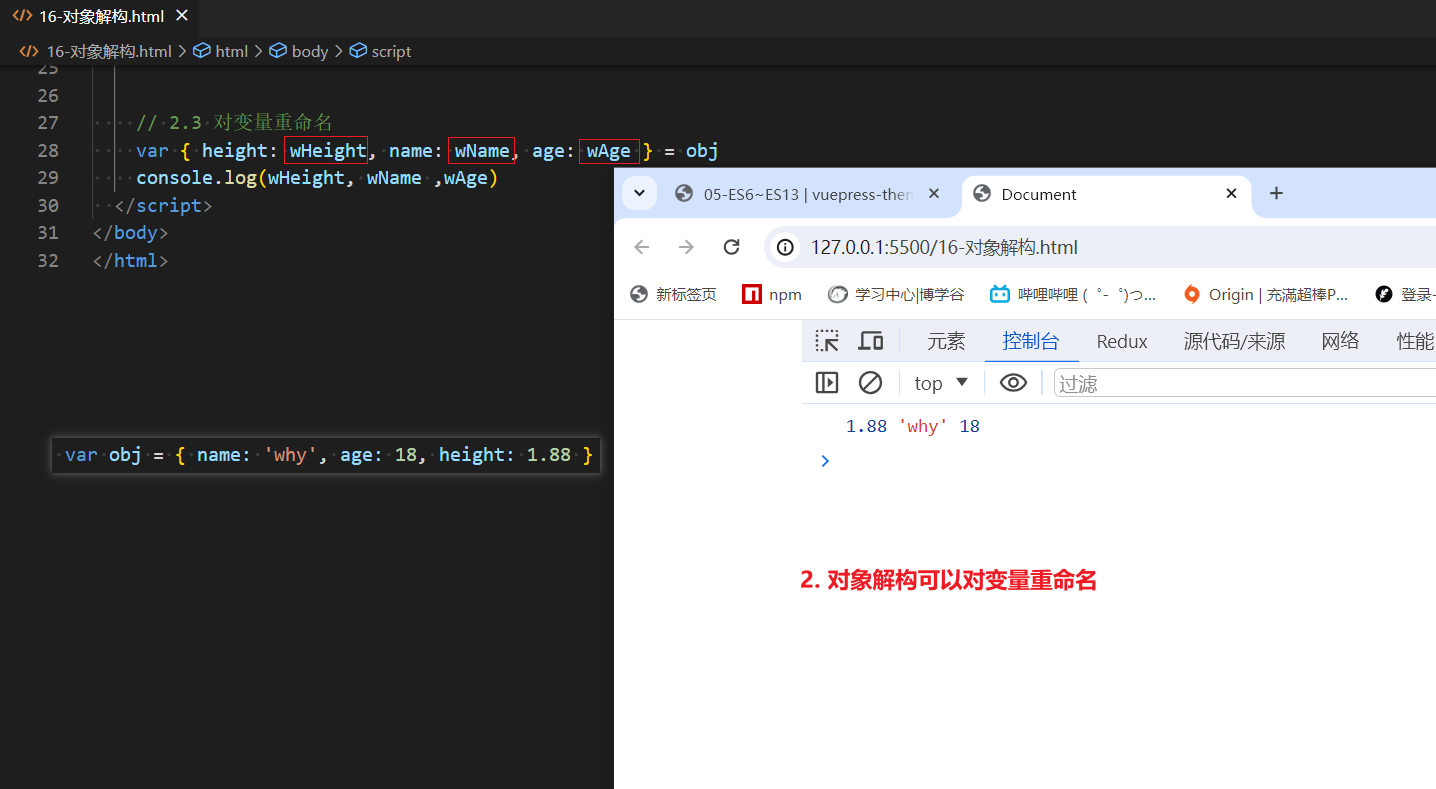 16-对象解构.html
16-对象解构.html > html > body > script
25
26
27 // 2.3 对变量重命名
28 var { height: wHeight, name: wName, age: wAge } = obj
29 console.log(wHeight, wName ,wAge)
30 </script>
31 </body>
32 </html>
var obj = { name: 'why', age: 18, height: 1.88 }
05-ES6~ES13 | vuepress-then
Document
127.0.0.1:5500/16-对象解构.html
新标签页 npm 学习中心|博学谷 哔哩哔哩 (゜-゜)つ... Origin | 充滿超棒P... 登录-
元素 控制台 Redux 源代码/来源 网络 性能
top 过滤
1.88 'why' 18
2. 对象解构可以对变量重命名